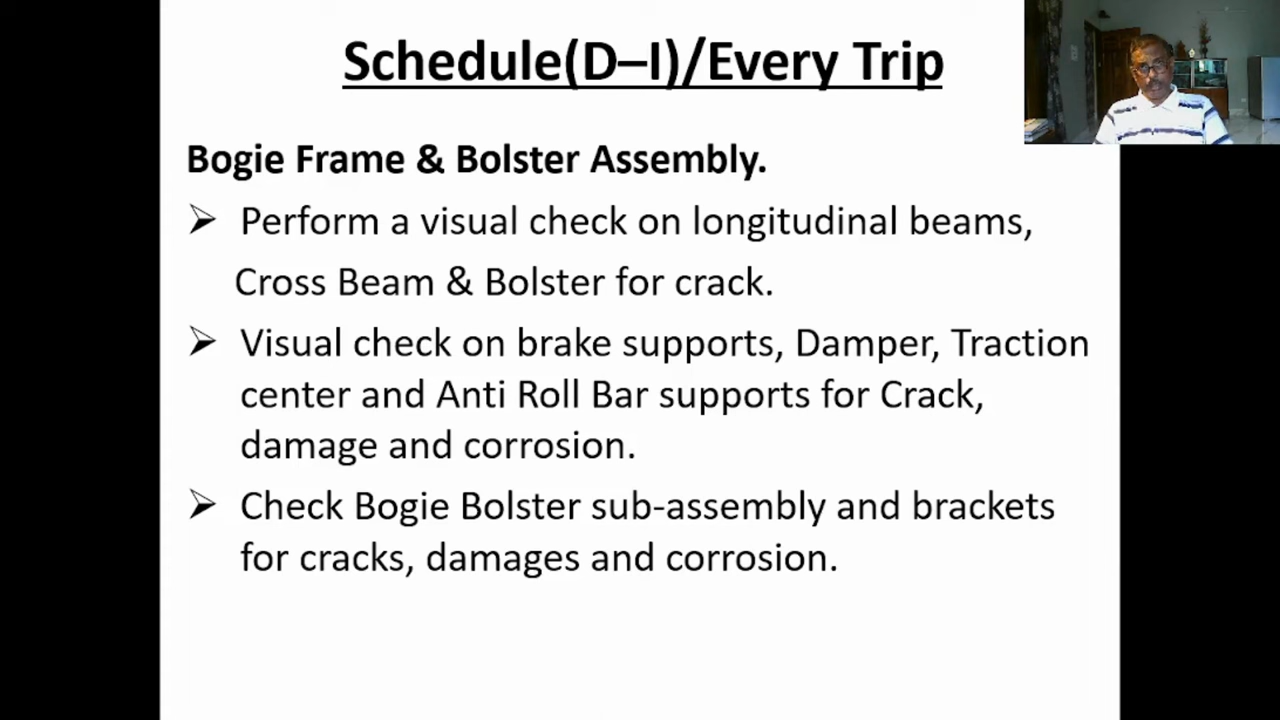 Schedule(D–I)/Every Trip
Bogie Frame & Bolster Assembly.
➢ Perform a visual check on longitudinal beams,
Cross Beam & Bolster for crack.
➢ Visual check on brake supports, Damper, Traction
center and Anti Roll Bar supports for Crack,
damage and corrosion.
➢ Check Bogie Bolster sub-assembly and brackets
for cracks, damages and corrosion.